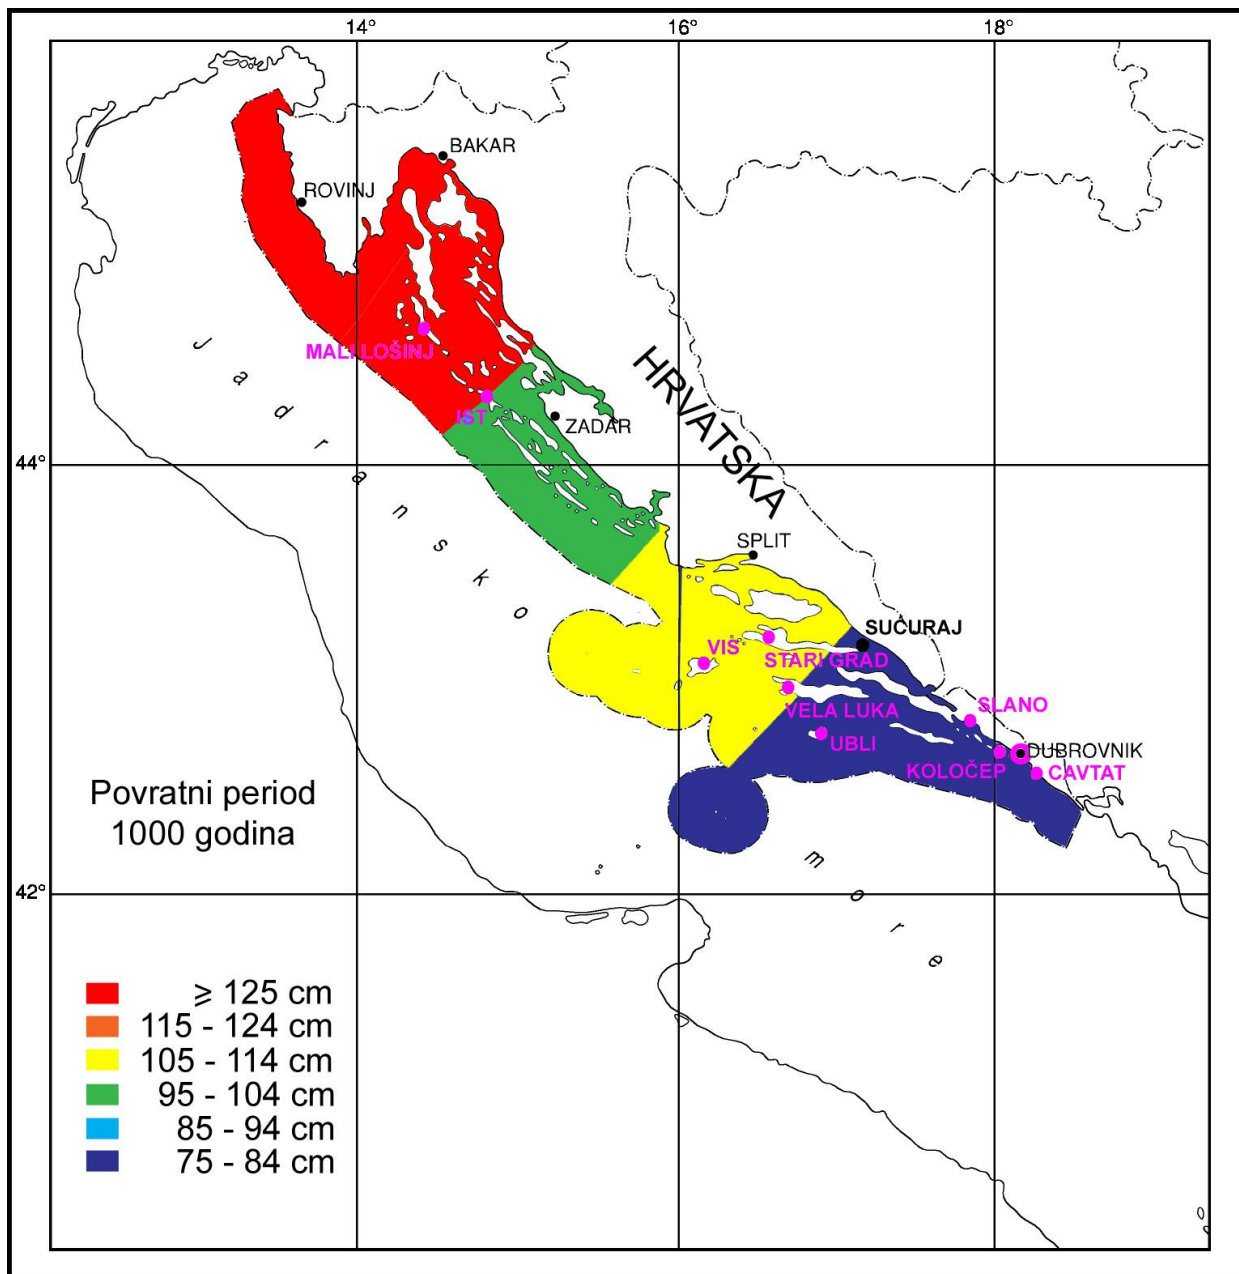 14° 16° 18°
BAKAR
ROVINJ
MALI LOŠINJ
IST
ZADAR
HRVATSKA
44°
Jadransko
SPLIT
SUĆURAJ
VIS
STARI GRAD
VELA LUKA
SLANO
UBLI
DUBROVNIK
KOLOČEP
CAVTAT
Povratni period
1000 godina
more
42°
⩾ 125 cm
115 - 124 cm
105 - 114 cm
95 - 104 cm
85 - 94 cm
75 - 84 cm